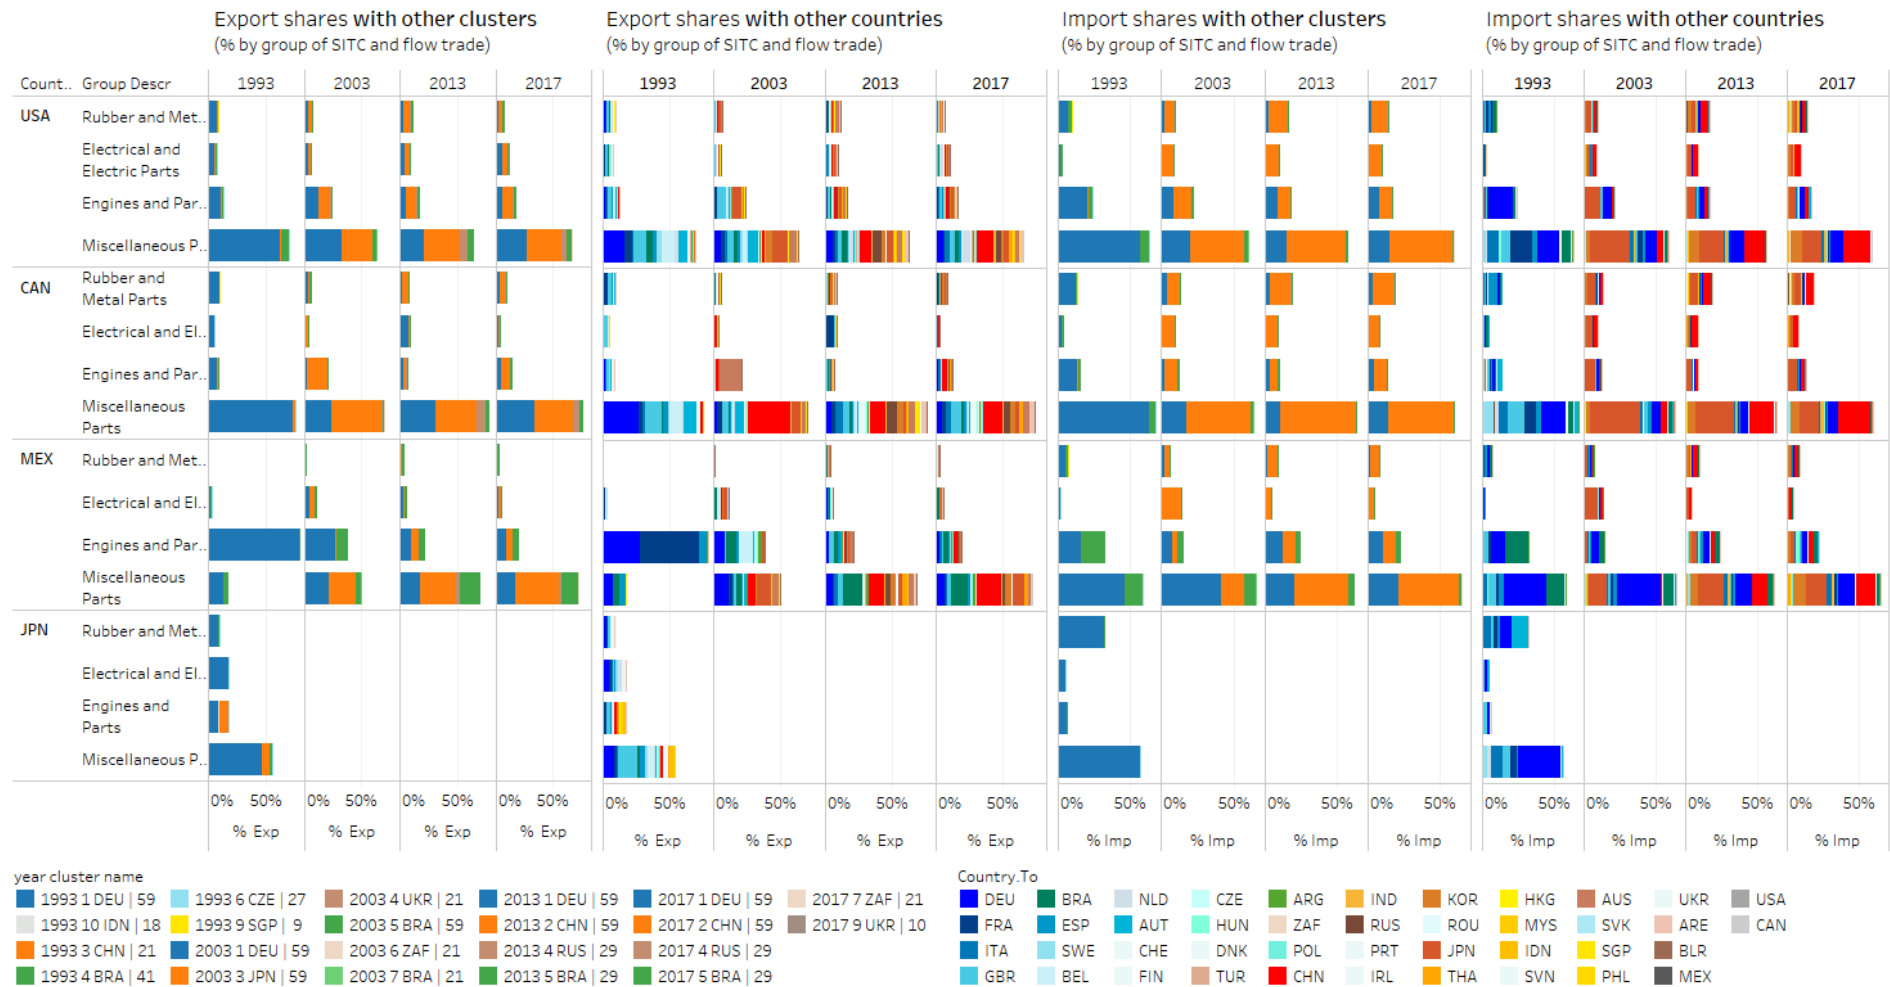 Export shares with other clusters
(% by group of SITC and flow trade)
Export shares with other countries
(% by group of SITC and flow trade)
Import shares with other clusters
(% by group of SITC and flow trade)
Import shares with other countries
(% by group of SITC and flow trade)
Count.. Group Descr 1993 2003 2013 2017 1993 2003 2013 2017 1993 2003 2013 2017 1993 2003 2013 2017
USA Rubber and Met..
Electrical and
Electric Parts
Engines and Par..
Miscellaneous P..
CAN Rubber and
Metal Parts
Electrical and El..
Engines and Par..
Miscellaneous
Parts
MEX Rubber and Met..
Electrical and El..
Engines and Par..
Miscellaneous
Parts
JPN Rubber and Met..
Electrical and El..
Engines and
Parts
Miscellaneous P..
0% 50% 0% 50% 0% 50% 0% 50% 0% 50% 0% 50% 0% 50% 0% 50% 0% 50% 0% 50% 0% 50% 0% 50% 0% 50% 0% 50% 0% 50% 0% 50%
% Exp % Exp % Exp % Exp % Exp % Exp % Exp % Exp % Imp % Imp % Imp % Imp % Imp % Imp % Imp % Imp
year cluster name
1993 1 DEU | 59 1993 6 CZE | 27 2003 4 UKR | 21 2013 1 DEU | 59 2017 1 DEU | 59 2017 7 ZAF | 21
1993 10 IDN | 18 1993 9 SGP | 9 2003 5 BRA | 59 2013 2 CHN | 59 2017 2 CHN | 59 2017 9 UKR | 10
1993 3 CHN | 21 2003 1 DEU | 59 2003 6 ZAF | 21 2013 4 RUS | 29 2017 4 RUS | 29
1993 4 BRA | 41 2003 3 JPN | 59 2003 7 BRA | 21 2013 5 BRA | 29 2017 5 BRA | 29
Country.To
DEU BRA NLD CZE ARG IND KOR HKG AUS UKR USA
FRA ESP AUT HUN ZAF RUS ROU MYS SVK ARE CAN
ITA SWE CHE DNK POL PRT JPN IDN SGP BLR
GBR BEL FIN TUR CHN IRL THA SVN PHL MEX